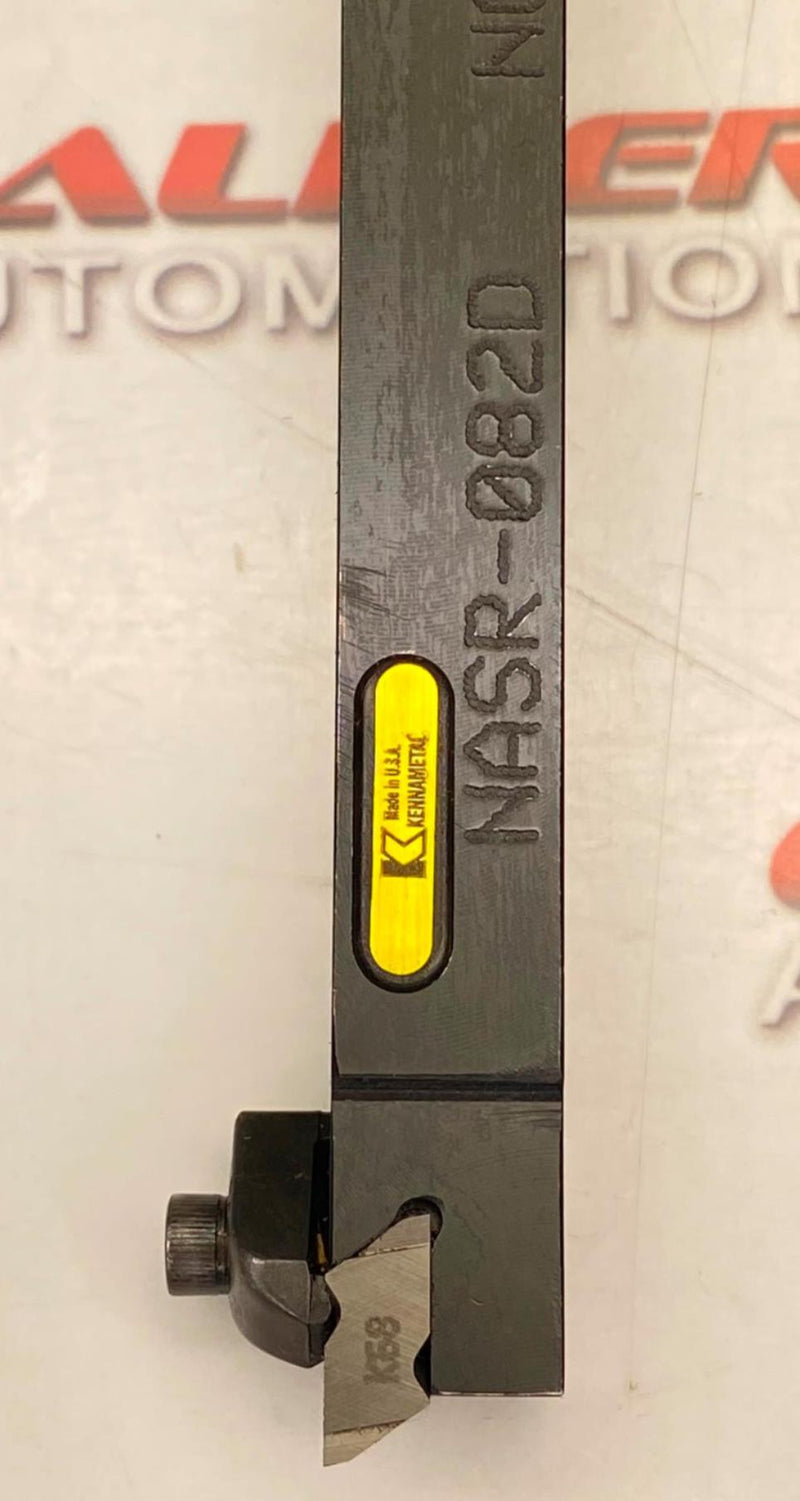 NASR-082D
Made in U.S.A.
KENNAMETAL
K68